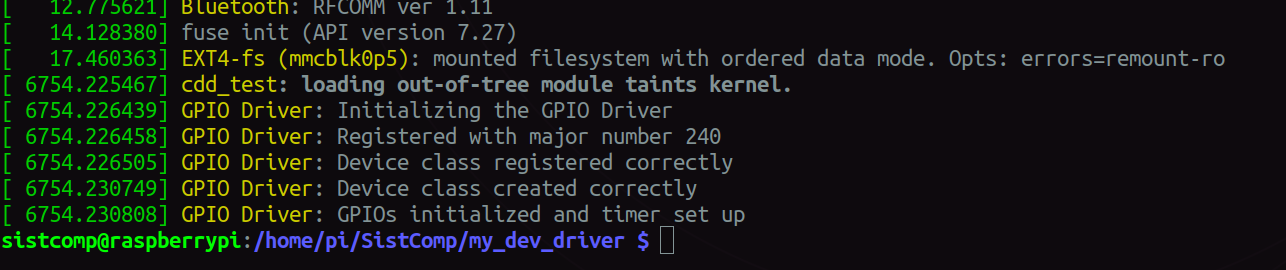 [   12.775621] Bluetooth: RFCOMM ver 1.11
[   14.128380] fuse init (API version 7.27)
[   17.460363] EXT4-fs (mmcblk0p5): mounted filesystem with ordered data mode. Opts: errors=remount-ro
[ 6754.225467] cdd_test: loading out-of-tree module taints kernel.
[ 6754.226439] GPIO Driver: Initializing the GPIO Driver
[ 6754.226458] GPIO Driver: Registered with major number 240
[ 6754.226505] GPIO Driver: Device class registered correctly
[ 6754.230749] GPIO Driver: Device class created correctly
[ 6754.230808] GPIO Driver: GPIOs initialized and timer set up
sistcomp@raspberrypi:/home/pi/SistComp/my_dev_driver $